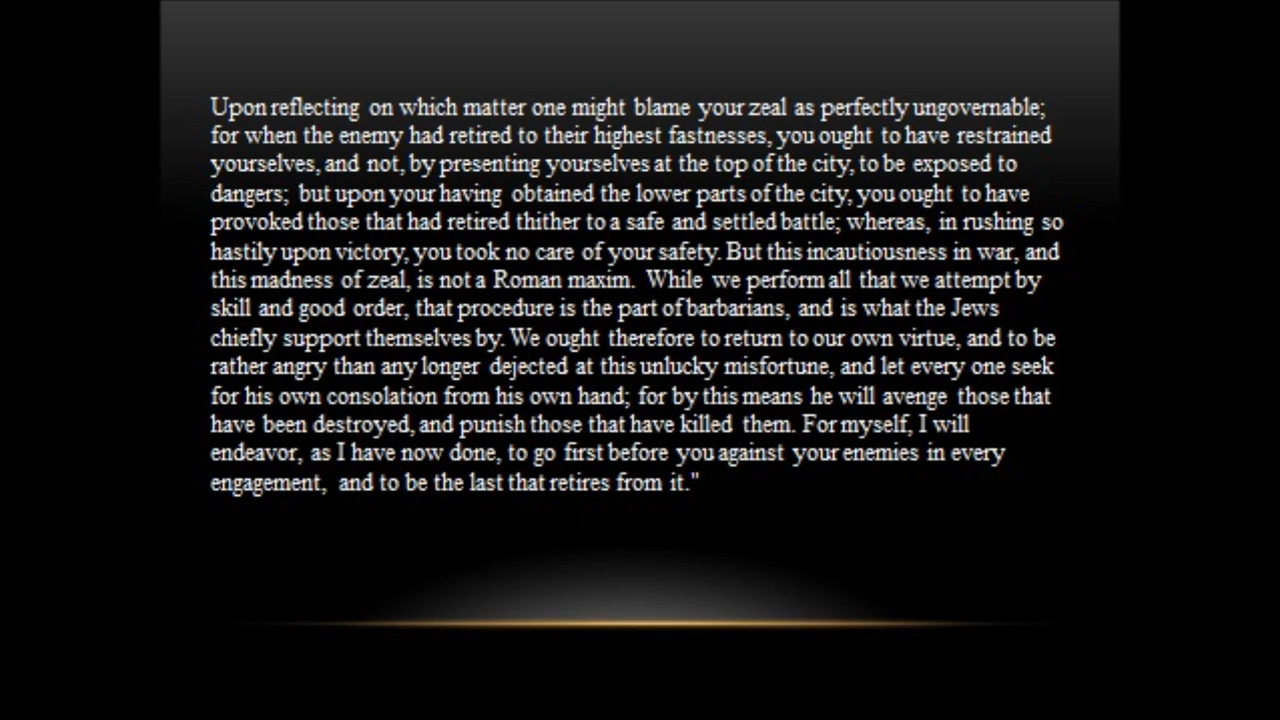 Upon reflecting on which matter one might blame your zeal as perfectly ungovernable;
for when the enemy had retired to their highest fastnesses, you ought to have restrained
yourselves, and not, by presenting yourselves at the top of the city, to be exposed to
dangers; but upon your having obtained the lower parts of the city, you ought to have
provoked those that had retired thither to a safe and settled battle; whereas, in rushing so
hastily upon victory, you took no care of your safety. But this incautiousness in war, and
this madness of zeal, is not a Roman maxim. While we perform all that we attempt by
skill and good order, that procedure is the part of barbarians, and is what the Jews
chiefly support themselves by. We ought therefore to return to our own virtue, and to be
rather angry than any longer dejected at this unlucky misfortune, and let every one seek
for his own consolation from his own hand; for by this means he will avenge those that
have been destroyed, and punish those that have killed them. For myself, I will
endeavor, as I have now done, to go first before you against your enemies in every
engagement, and to be the last that retires from it."